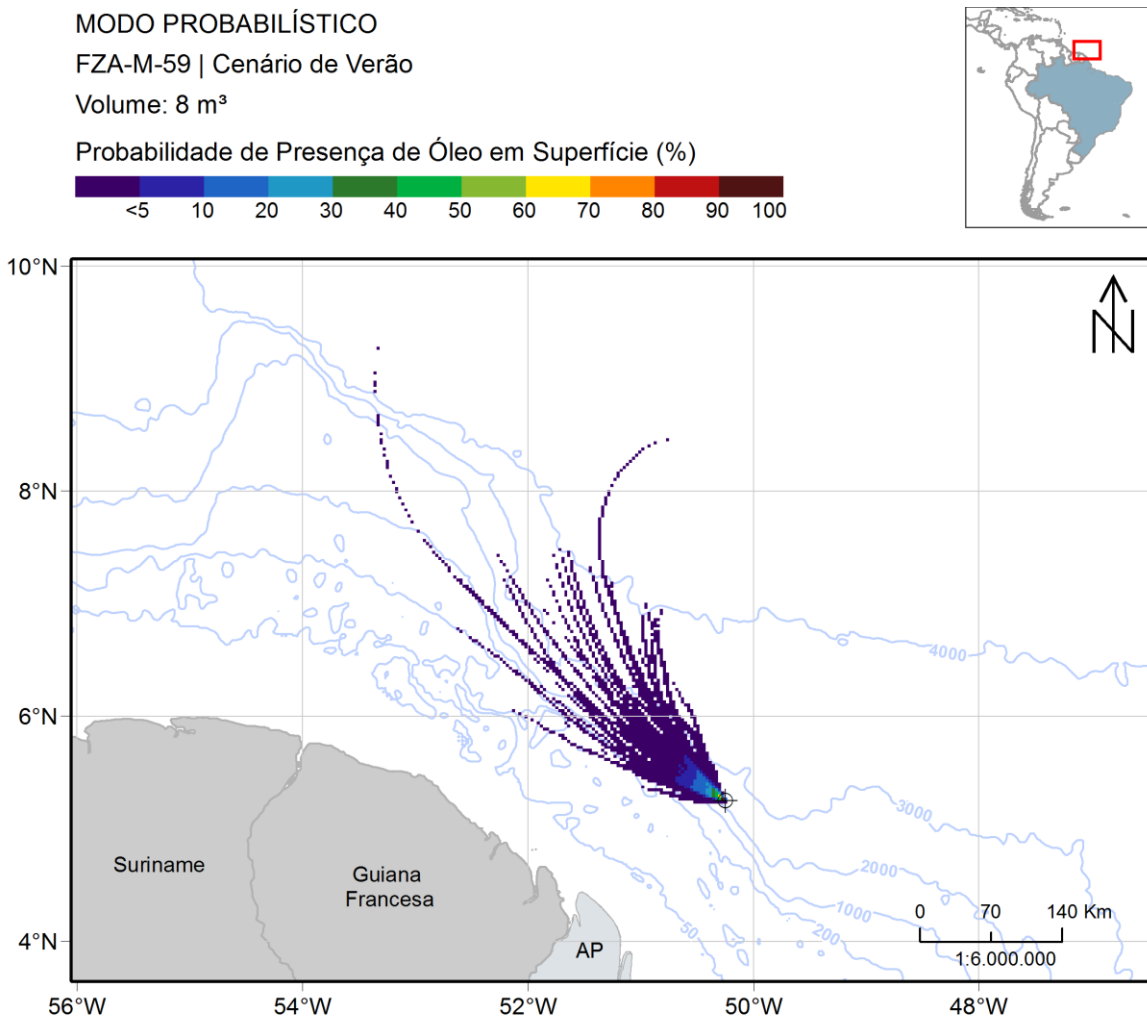 MODO PROBABILÍSTICO
FZA-M-59 | Cenário de Verão
Volume: 8 m³
Probabilidade de Presença de Óleo em Superfície (%)
<5 10 20 30 40 50 60 70 80 90 100
10°N
8°N
6°N
4°N
N
4000
3000
2000
1000
200
50
Suriname
Guiana
Francesa
AP
0 70 140 Km
1:6.000.000
56°W 54°W 52°W 50°W 48°W